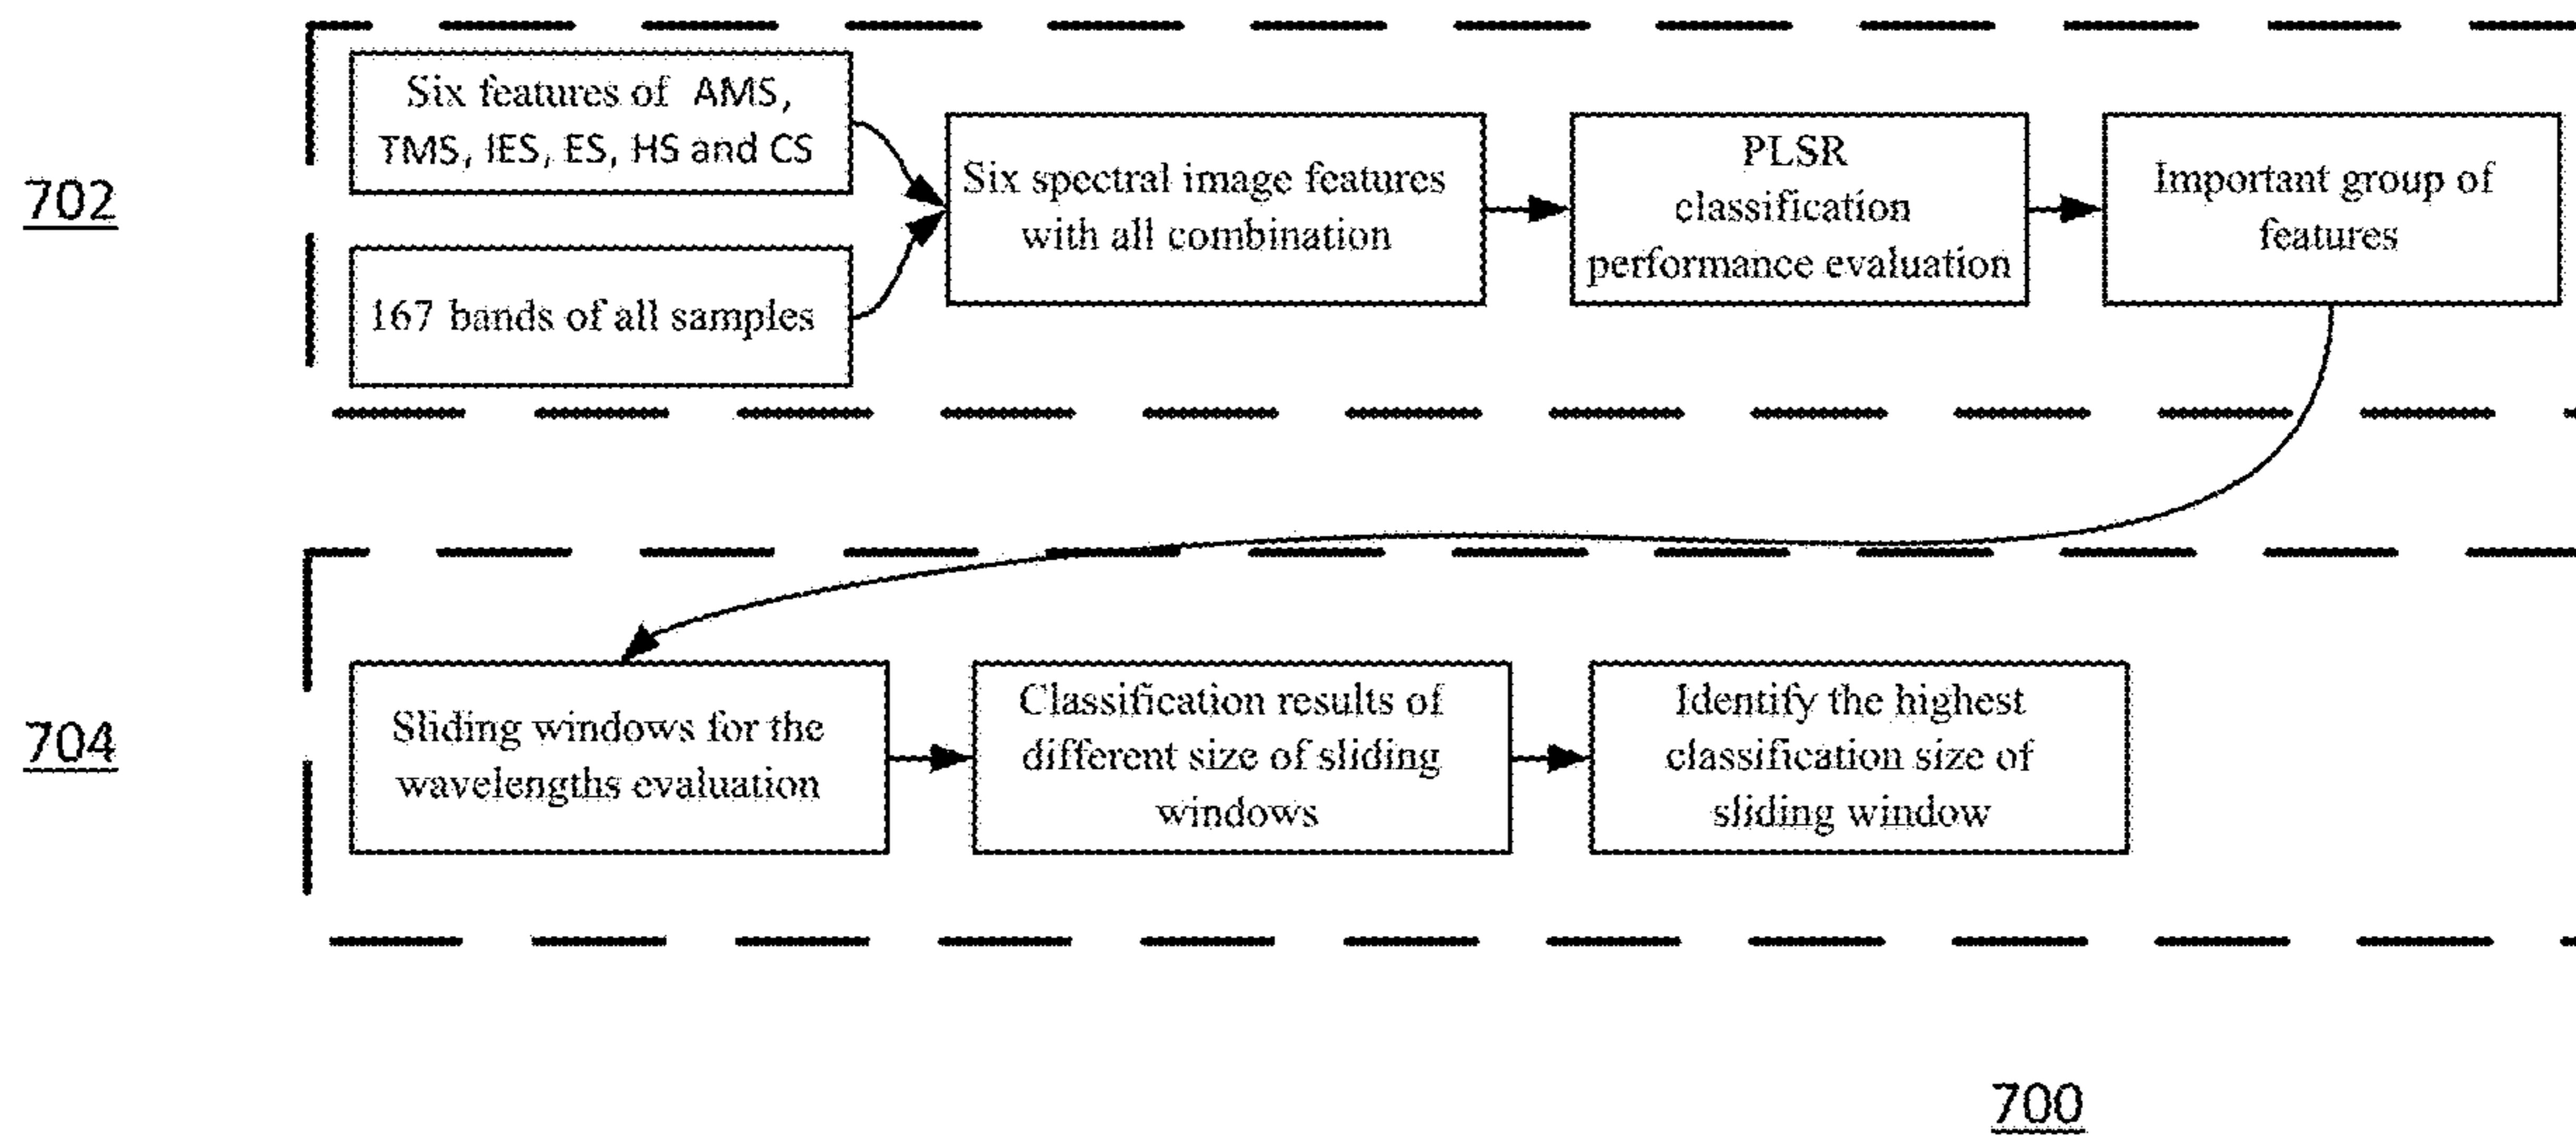 702
Six features of AMS,
TMS, IES, ES, HS and CS
167 bands of all samples
Six spectral image features
with all combination
PLSR
classification
performance evaluation
Important group of
features
704
Sliding windows for the
wavelengths evaluation
Classification results of
different size of sliding
windows
Identify the highest
classification size of
sliding window
700